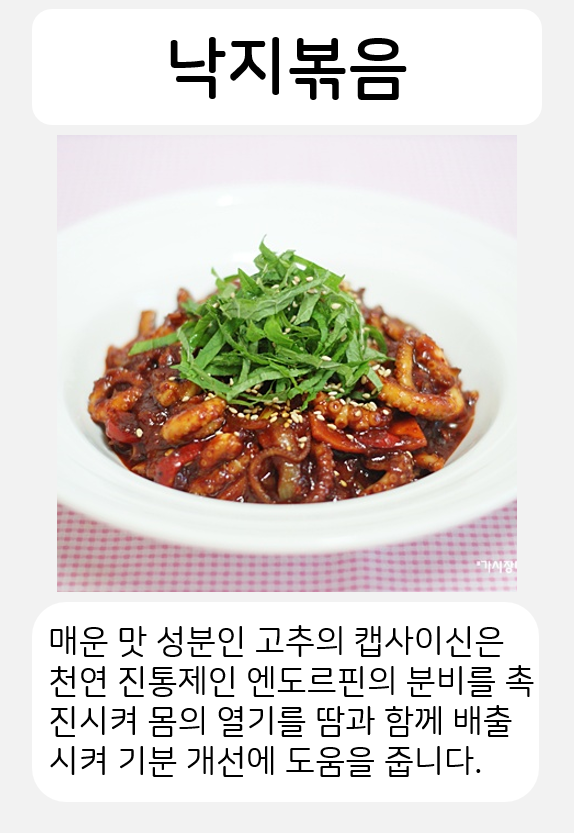 낙지볶음
매운 맛 성분인 고추의 캡사이신은
천연 진통제인 엔도르핀의 분비를 촉
진시켜 몸의 열기를 땀과 함께 배출
시켜 기분 개선에 도움을 줍니다.